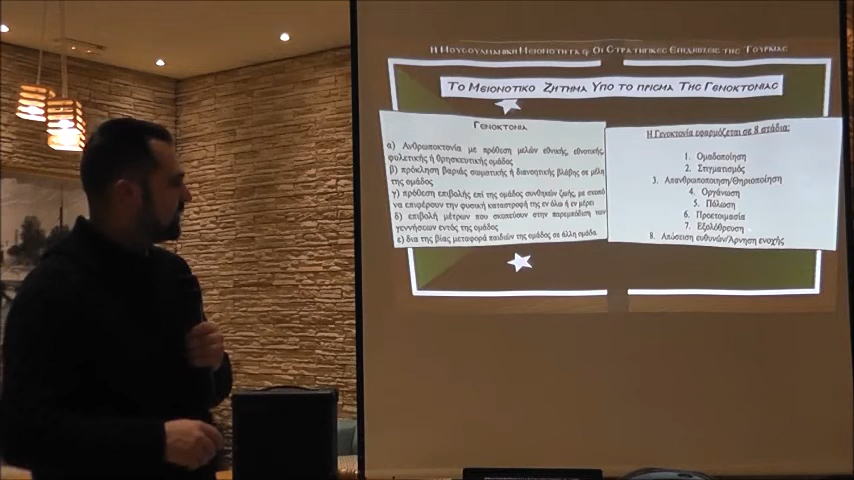 Η Μουσουλμανική Μειονότητα & Οι Στρατηγικές Επιδιώξεις της Τουρκίας
Το Μειονοτικό Ζήτημα Υπό το πρίσμα Της Γενοκτονίας
Γενοκτονία
α) Ανθρωποκτονία με πρόθεση μελών εθνικής, εθνοτικής,
φυλετικής ή θρησκευτικής ομάδος
β) πρόκληση βαριάς σωματικής ή διανοητικής βλάβης σε μέλη
της ομάδος
γ) πρόθεση επιβολής επί της ομάδος συνθηκών ζωής, με σκοπό
να επιφέρουν την φυσική καταστροφή της εν όλω ή εν μέρει
δ) επιβολή μέτρων που σκοπεύουν στην παρεμπόδιση των
γεννήσεων εντός της ομάδος
ε) δια της βίας μεταφορά παιδιών της ομάδος σε άλλη ομάδα
Η Γενοκτονία εφαρμόζεται σε 8 στάδια:
1. Ομαδοποίηση
2. Στιγματισμός
3. Απανθρωποποίηση/Θηριοποίηση
4. Οργάνωση
5. Πόλωση
6. Προετοιμασία
7. Εξολόθρευση
8. Απόσειση ευθυνών/Άρνηση ενοχής